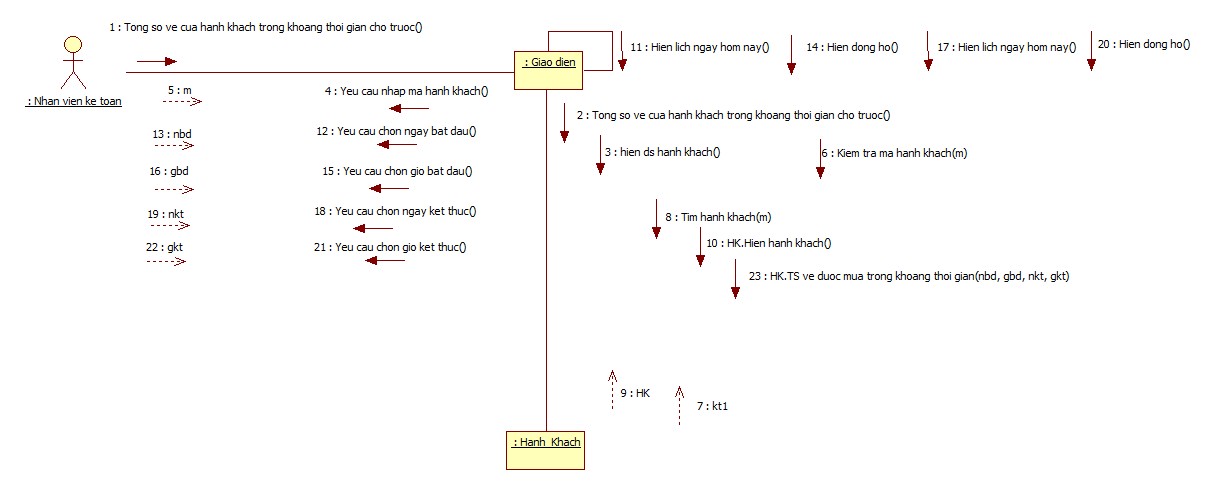 1 : Tong so ve cua hanh khach trong khoang thoi gian cho truoc()
: Nhan vien ke toan
: Giao dien
11 : Hien lich ngay hom nay()
14 : Hien dong ho()
17 : Hien lich ngay hom nay()
20 : Hien dong ho()
5 : m
4 : Yeu cau nhap ma hanh khach()
13 : nbd
12 : Yeu cau chon ngay bat dau()
16 : gbd
15 : Yeu cau chon gio bat dau()
19 : nkt
18 : Yeu cau chon ngay ket thuc()
22 : gkt
21 : Yeu cau chon gio ket thuc()
2 : Tong so ve cua hanh khach trong khoang thoi gian cho truoc()
3 : hien ds hanh khach()
6 : Kiem tra ma hanh khach(m)
8 : Tim hanh khach(m)
10 : HK.Hien hanh khach()
23 : HK.TS ve duoc mua trong khoang thoi gian(nbd, gbd, nkt, gkt)
9 : HK
7 : kt1
: Hanh_Khach